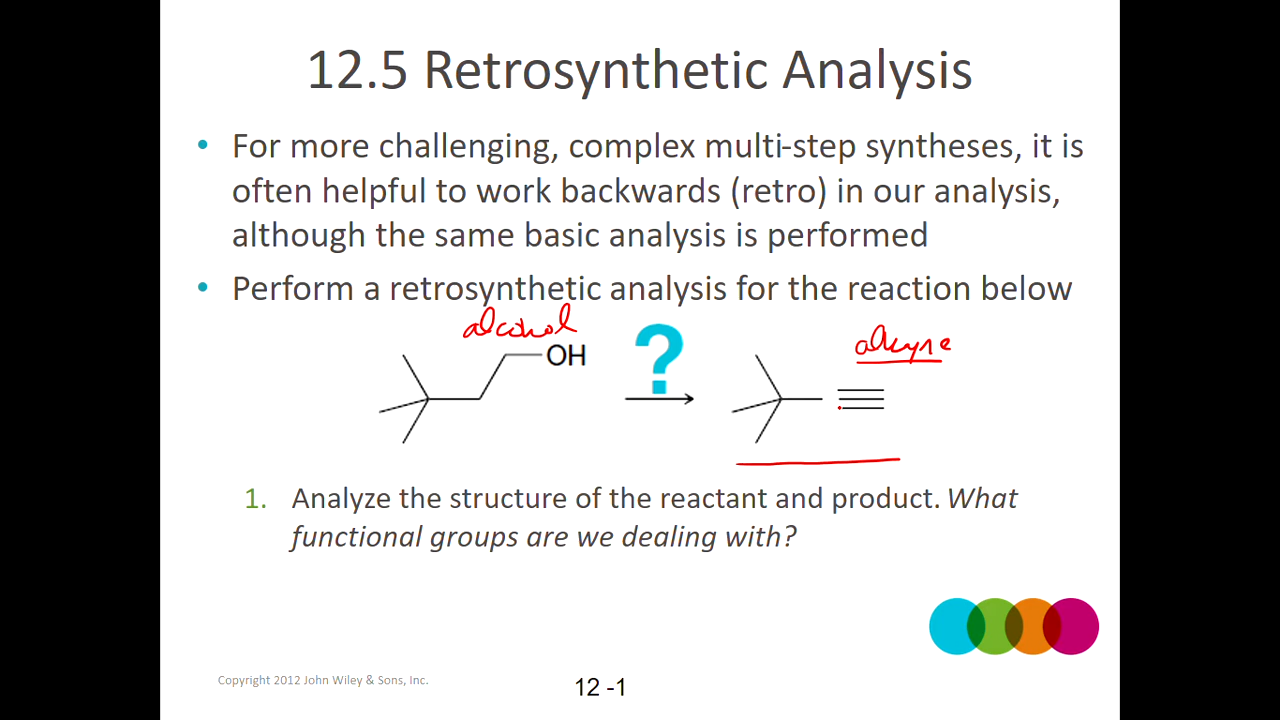 12.5 Retrosynthetic Analysis
• For more challenging, complex multi-step syntheses, it is
often helpful to work backwards (retro) in our analysis,
although the same basic analysis is performed
• Perform a retrosynthetic analysis for the reaction below
alcohol
alkyne
OH
?
1. Analyze the structure of the reactant and product. What
functional groups are we dealing with?
Copyright 2012 John Wiley & Sons, Inc.
12 -1